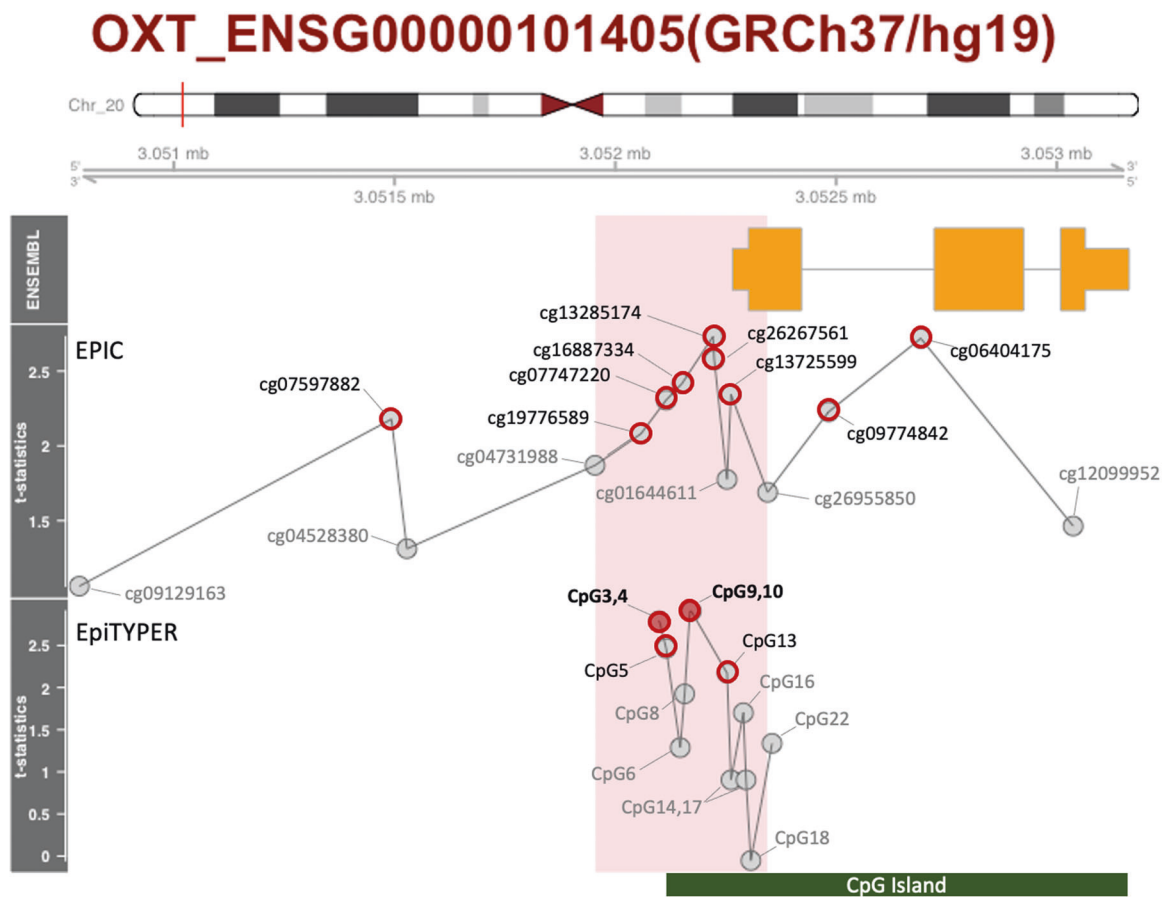 OXT_ENSG00000101405(GRCh37/hg19)
Chr_20
3.051 mb
3.052 mb
3.053 mb
5'
3'
3'
5'
3.0515 mb
3.0525 mb
ENSEMBL
cg13285174
cg26267561
EPIC
cg16887334
cg06404175
cg13725599
2.5
cg07747220
cg07597882
cg19776589
cg09774842
2
t-statistics
cg04731988
cg12099952
cg01644611
cg26955850
1.5
cg04528380
cg09129163
CpG3,4
CpG9,10
EpiTYPER
2.5
CpG13
CpG5
CpG16
2
CpG8
CpG22
1.5
t-statistics
CpG6
1
CpG14,17
0.5
CpG18
0
CpG Island